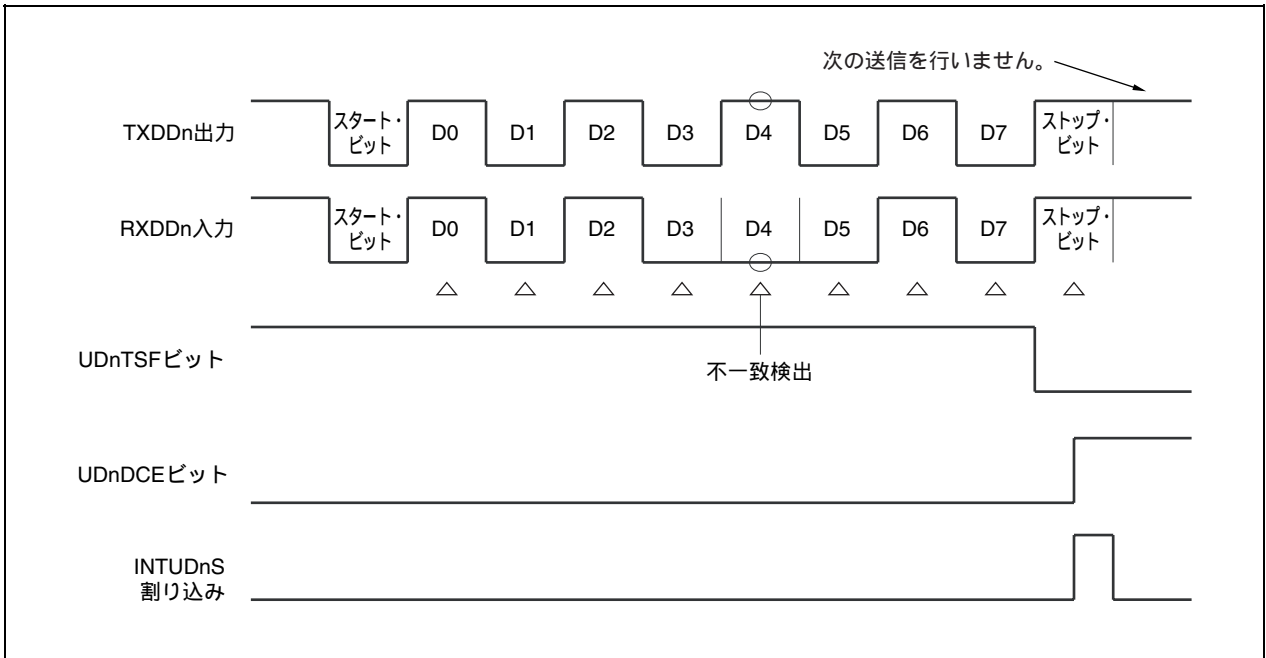 次の送信を行いません。
TXDDn出力
スタート・
ビット
D0
D1
D2
D3
D4
D5
D6
D7
ストップ・
ビット
RXDDn入力
スタート・
ビット
D0
D1
D2
D3
D4
D5
D6
D7
ストップ・
ビット
UDnTSFビット
不一致検出
UDnDCEビット
INTUDnS
割り込み